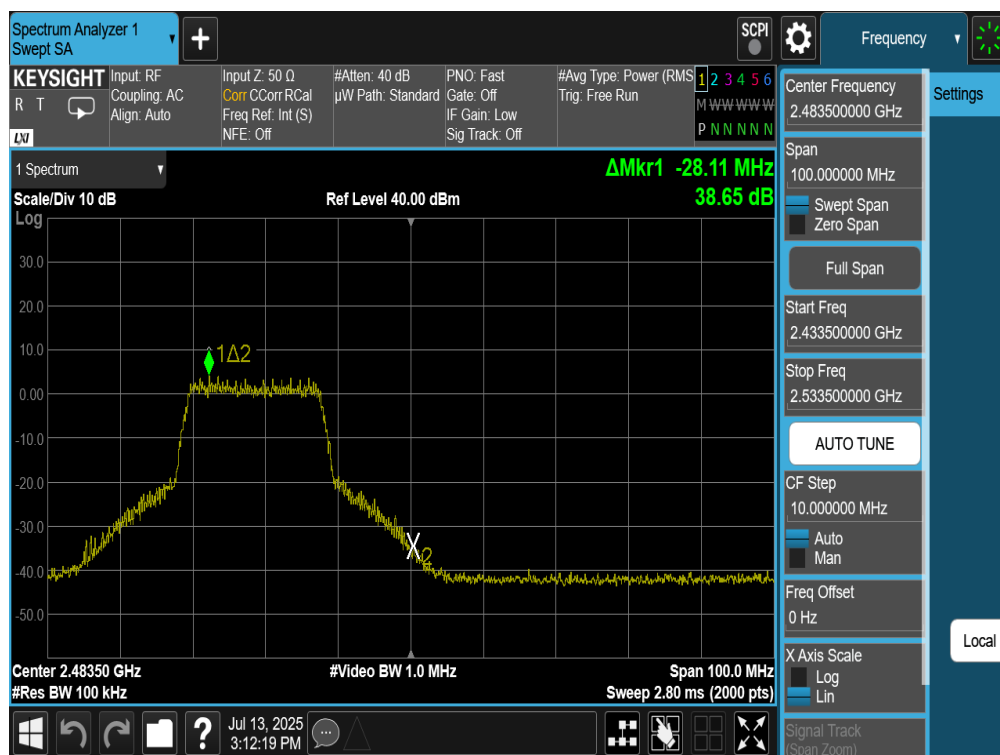 Spectrum Analyzer 1
Swept SA
+
SCPI
Frequency
KEYSIGHT
R T
LXI
Input: RF
Coupling: AC
Align: Auto
Input Z: 50 Ω
Corr CCorr RCal
Freq Ref: Int (S)
NFE: Off
#Atten: 40 dB
µW Path: Standard
PNO: Fast
Gate: Off
IF Gain: Low
Sig Track: Off
#Avg Type: Power (RMS
Trig: Free Run
1 2 3 4 5 6
M W W W W W
P N N N N N
1 Spectrum
ΔMkr1 -28.11 MHz
38.65 dB
Scale/Div 10 dB
Ref Level 40.00 dBm
Log
30.0
20.0
10.0
0.00
-10.0
-20.0
-30.0
-40.0
-50.0
1Δ2
2
Center 2.48350 GHz
#Video BW 1.0 MHz
Span 100.0 MHz
#Res BW 100 kHz
Sweep 2.80 ms (2000 pts)
?
Jul 13, 2025
3:12:19 PM
Center Frequency
2.483500000 GHz
Span
100.000000 MHz
Swept Span
Zero Span
Full Span
Start Freq
2.433500000 GHz
Stop Freq
2.533500000 GHz
AUTO TUNE
CF Step
10.000000 MHz
Auto
Man
Freq Offset
0 Hz
X Axis Scale
Log
Lin
Signal Track
(Span Zoom)
Settings
Local